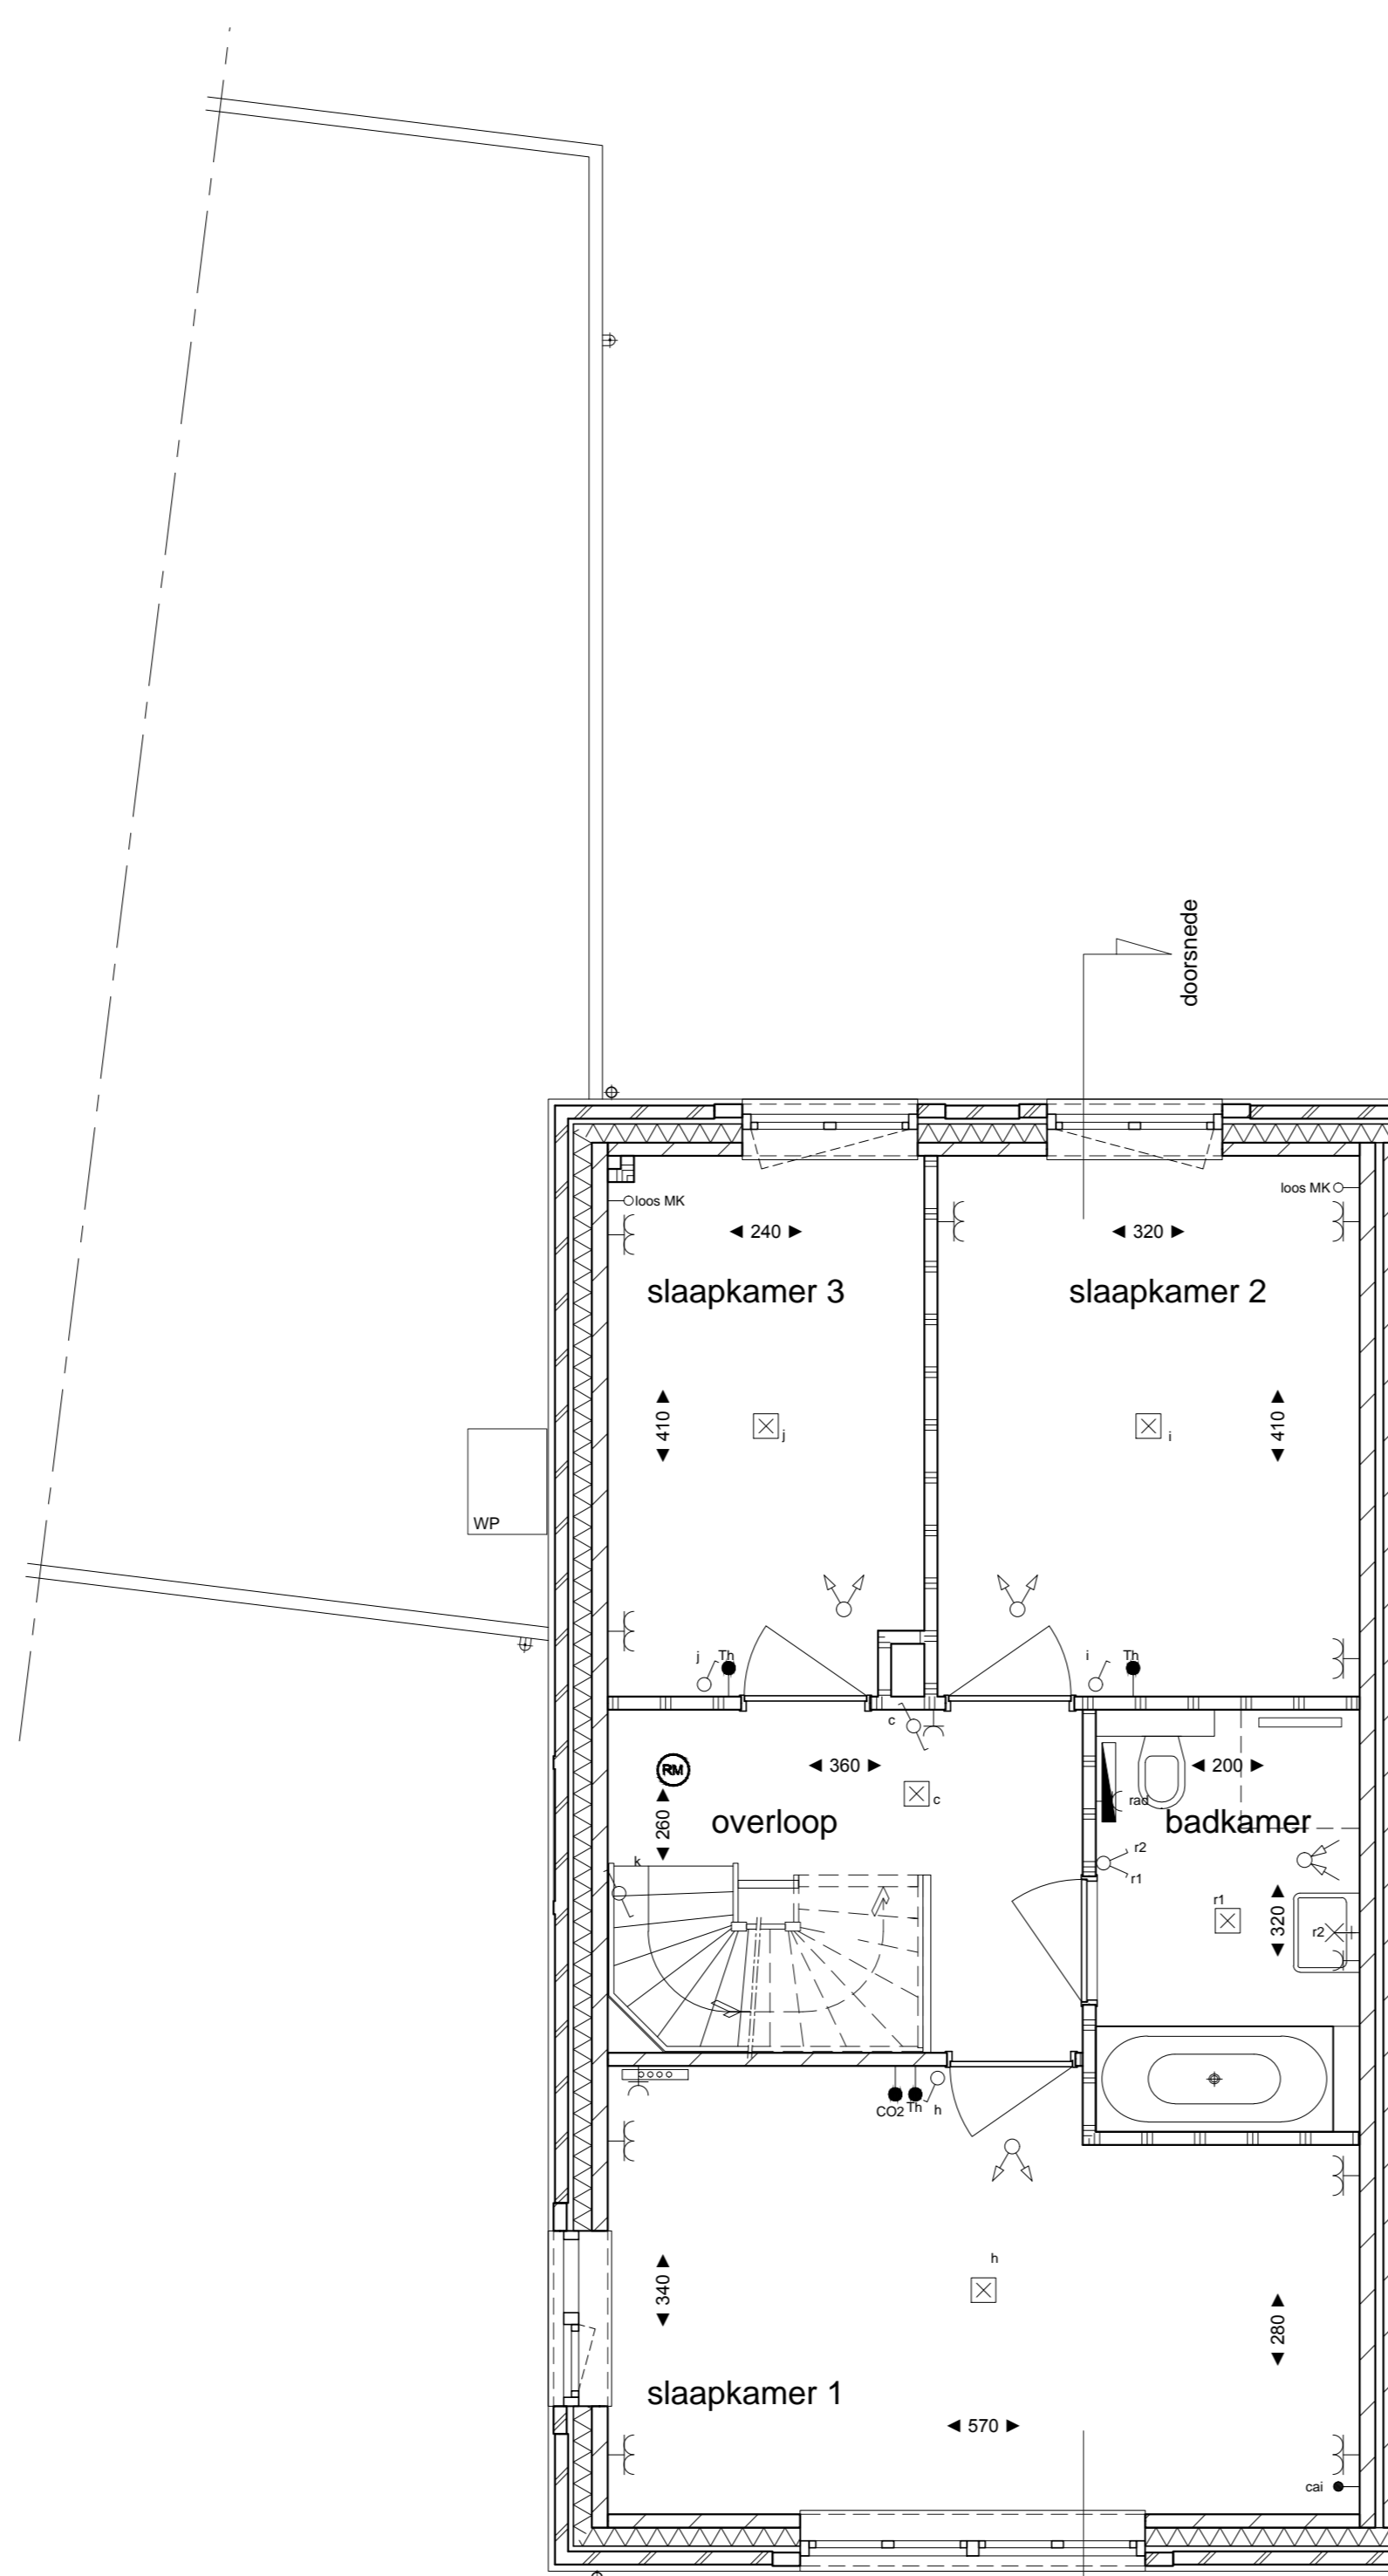 doorsnede
loos MK
loos MK
240
320
slaapkamer 3
slaapkamer 2
410
410
j
i
WP
j
Th
i
Th
c
RM
360
200
260
c
rad
overloop
badkamer
k
r2
r1
r1
320
r2
CO2
Th
h
h
340
280
slaapkamer 1
570
cai